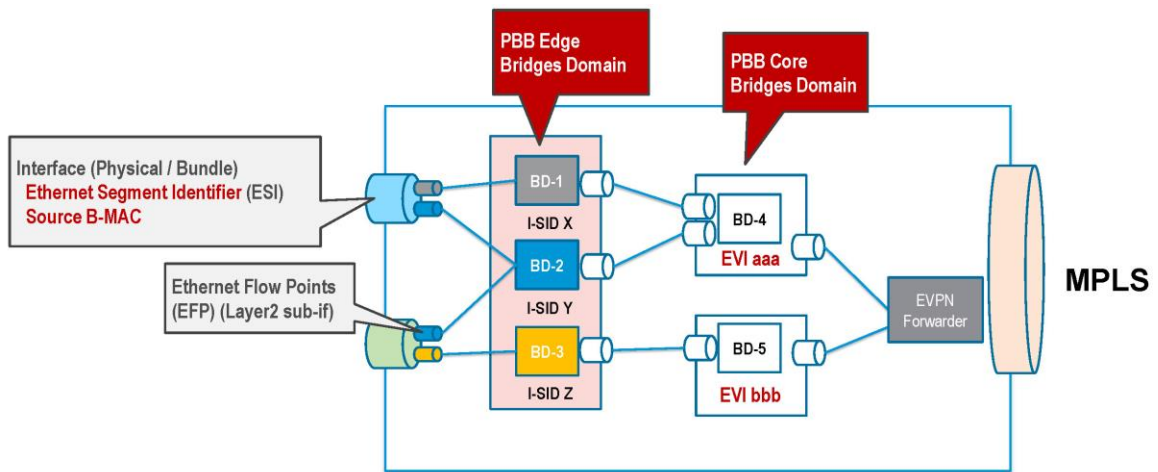 PBB Edge
Bridges Domain
PBB Core
Bridges Domain
Interface (Physical / Bundle)
Ethernet Segment Identifier (ESI)
Source B-MAC
Ethernet Flow Points
(EFP) (Layer2 sub-if)
BD-1
I-SID X
BD-2
I-SID Y
BD-3
I-SID Z
BD-4
EVI aaa
BD-5
EVI bbb
EVPN
Forwarder
MPLS